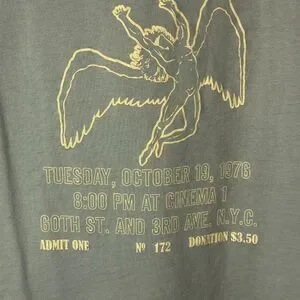 TUESDAY, OCTOBER 19, 1976
8:00 PM AT CINEMA 1
60TH ST. AND 3RD AVE. N.Y.C.
ADMIT ONE Nº 172 DONATION $3.50